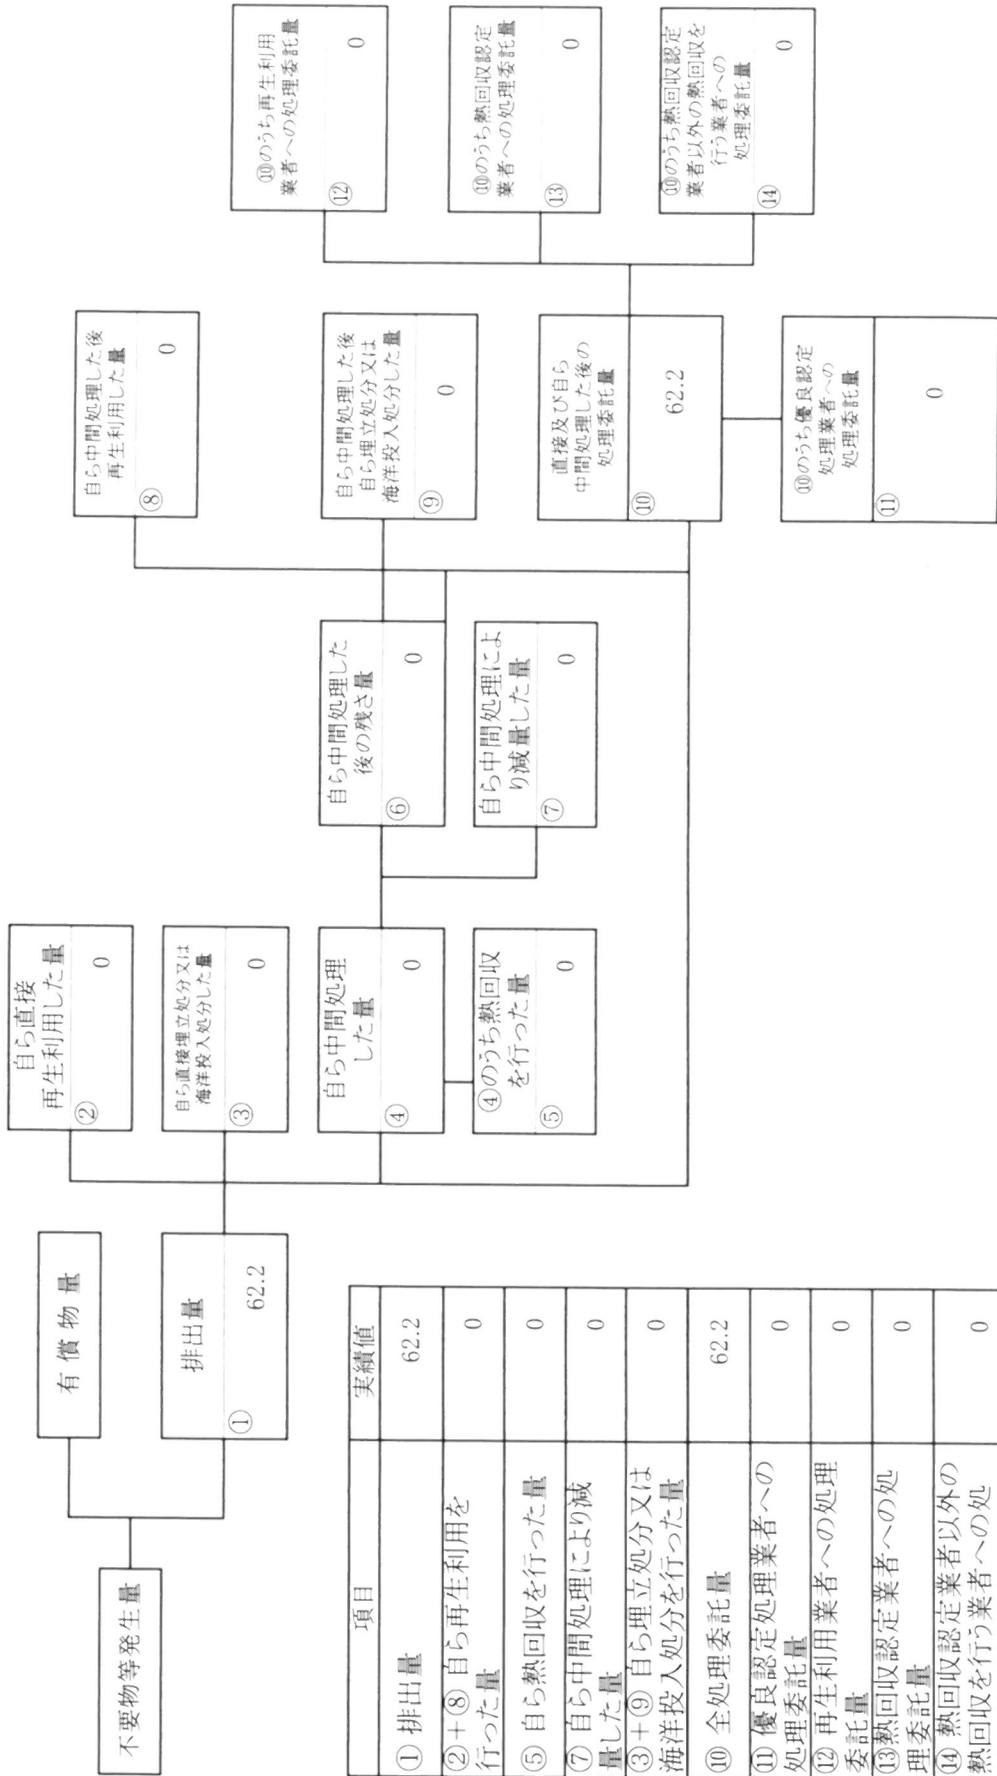 不要物等発生量
有償物量
排出量
① 62.2
自ら直接
再生利用した量
② 0
自ら直接埋立処分又は
海洋投入処分した量
③ 0
自ら中間処理
した量
④ 0
④のうち熱回収
を行った量
⑤ 0
自ら中間処理した
後の残さ量
⑥ 0
自ら中間処理によ
り減量した量
⑦ 0
自ら中間処理した後
再生利用した量
⑧ 0
自ら中間処理した後
自ら埋立処分又は
海洋投入処分した量
⑨ 0
直接及び自ら
中間処理した後の
処理委託量
⑩ 62.2
⑩のうち優良認定
処理業者への
処理委託量
⑪ 0
⑩のうち再生利用
業者への処理委託量
⑫ 0
⑩のうち熱回収認定
業者への処理委託量
⑬ 0
⑩のうち熱回収認定
業者以外の熱回収を
行う業者への
処理委託量
⑭ 0
項目 実績値
① 排出量 62.2
②+⑧ 自ら再生利用を
行った量 0
⑤ 自ら熱回収を行った量 0
⑦ 自ら中間処理により減
量した量 0
③+⑨ 自ら埋立処分又は
海洋投入処分を行った量 0
⑩ 全処理委託量 62.2
⑪ 優良認定処理業者への
処理委託量 0
⑫ 再生利用業者への処理
委託量 0
⑬熱回収認定業者への処
理委託量 0
⑭ 熱回収認定業者以外の
熱回収を行う業者への処 0